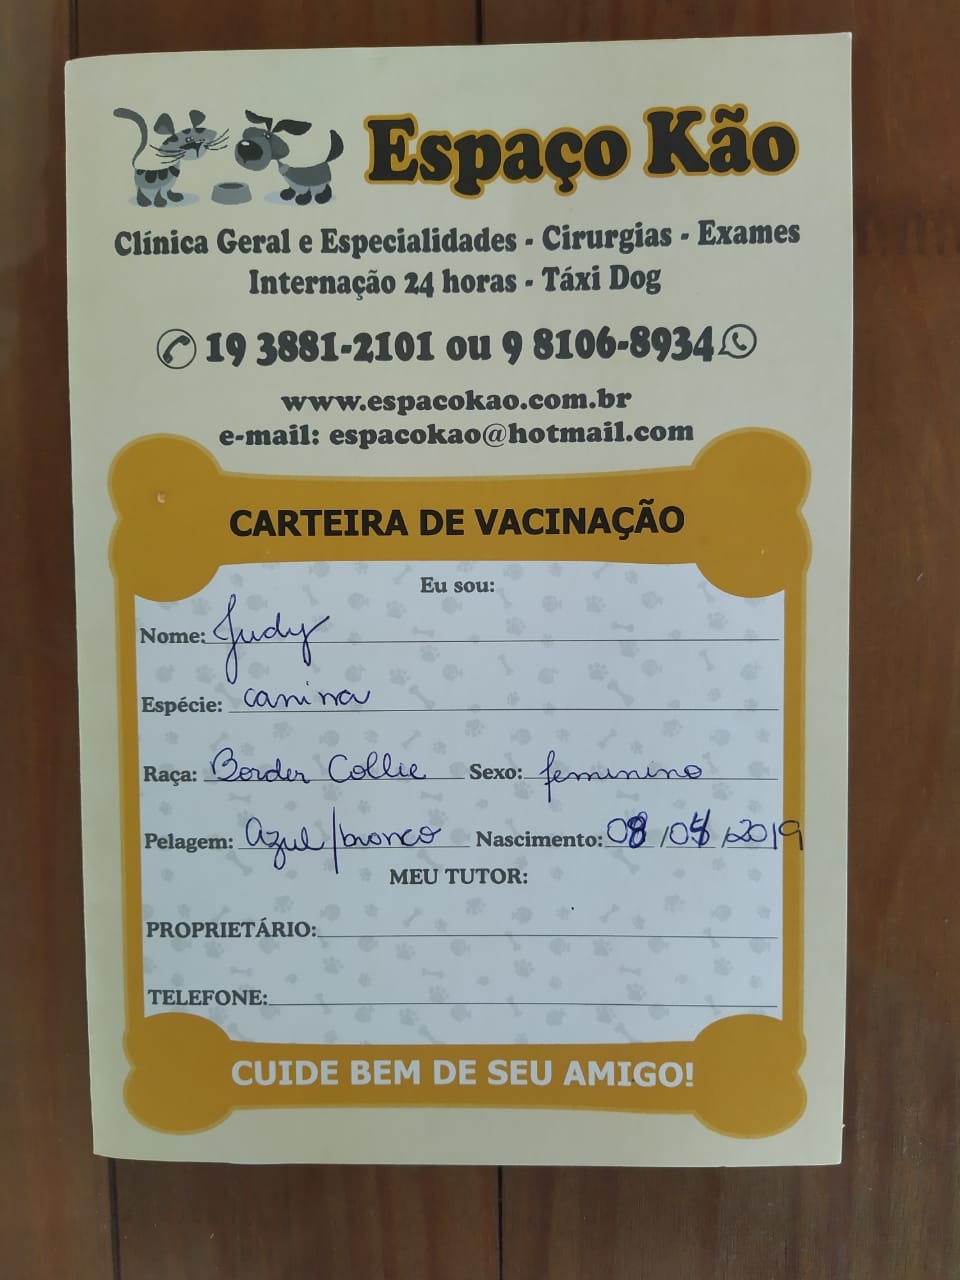 Espaço Kão
Clínica Geral e Especialidades - Cirurgias - Exames
Internação 24 horas - Táxi Dog
19 3881-2101 ou 9 8106-8934
www.espacokao.com.br
e-mail: espacokao@hotmail.com
CARTEIRA DE VACINAÇÃO
Eu sou:
Nome: Judy
Espécie: canina
Raça: Border Collie Sexo: feminino
Pelagem: azul/branco Nascimento: 08 / / 2019
MEU TUTOR:
PROPRIETÁRIO:
TELEFONE:
CUIDE BEM DE SEU AMIGO!